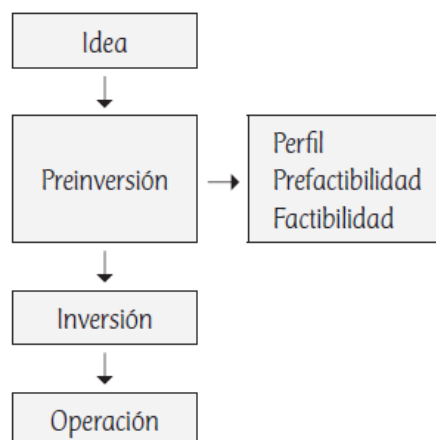 Idea
Preinversión
Perfil
Prefactibilidad
Factibilidad
Inversión
Operación